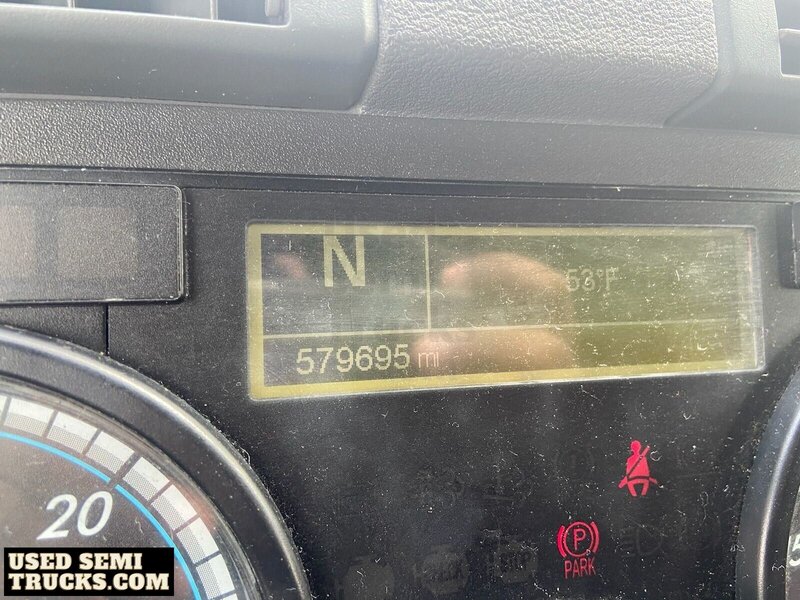 N
53°F
579695 mi
20
P
PARK
USED SEMI
TRUCKS.COM